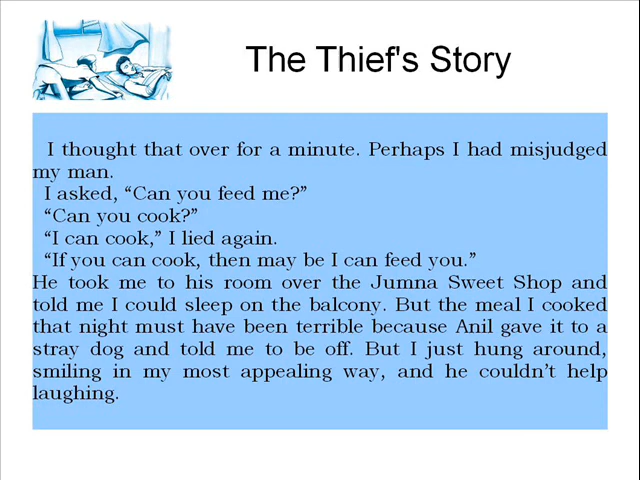 The Thief's Story
I thought that over for a minute. Perhaps I had misjudged
my man.
I asked, “Can you feed me?”
“Can you cook?”
“I can cook,” I lied again.
“If you can cook, then may be I can feed you.”
He took me to his room over the Jumna Sweet Shop and
told me I could sleep on the balcony. But the meal I cooked
that night must have been terrible because Anil gave it to a
stray dog and told me to be off. But I just hung around,
smiling in my most appealing way, and he couldn’t help
laughing.